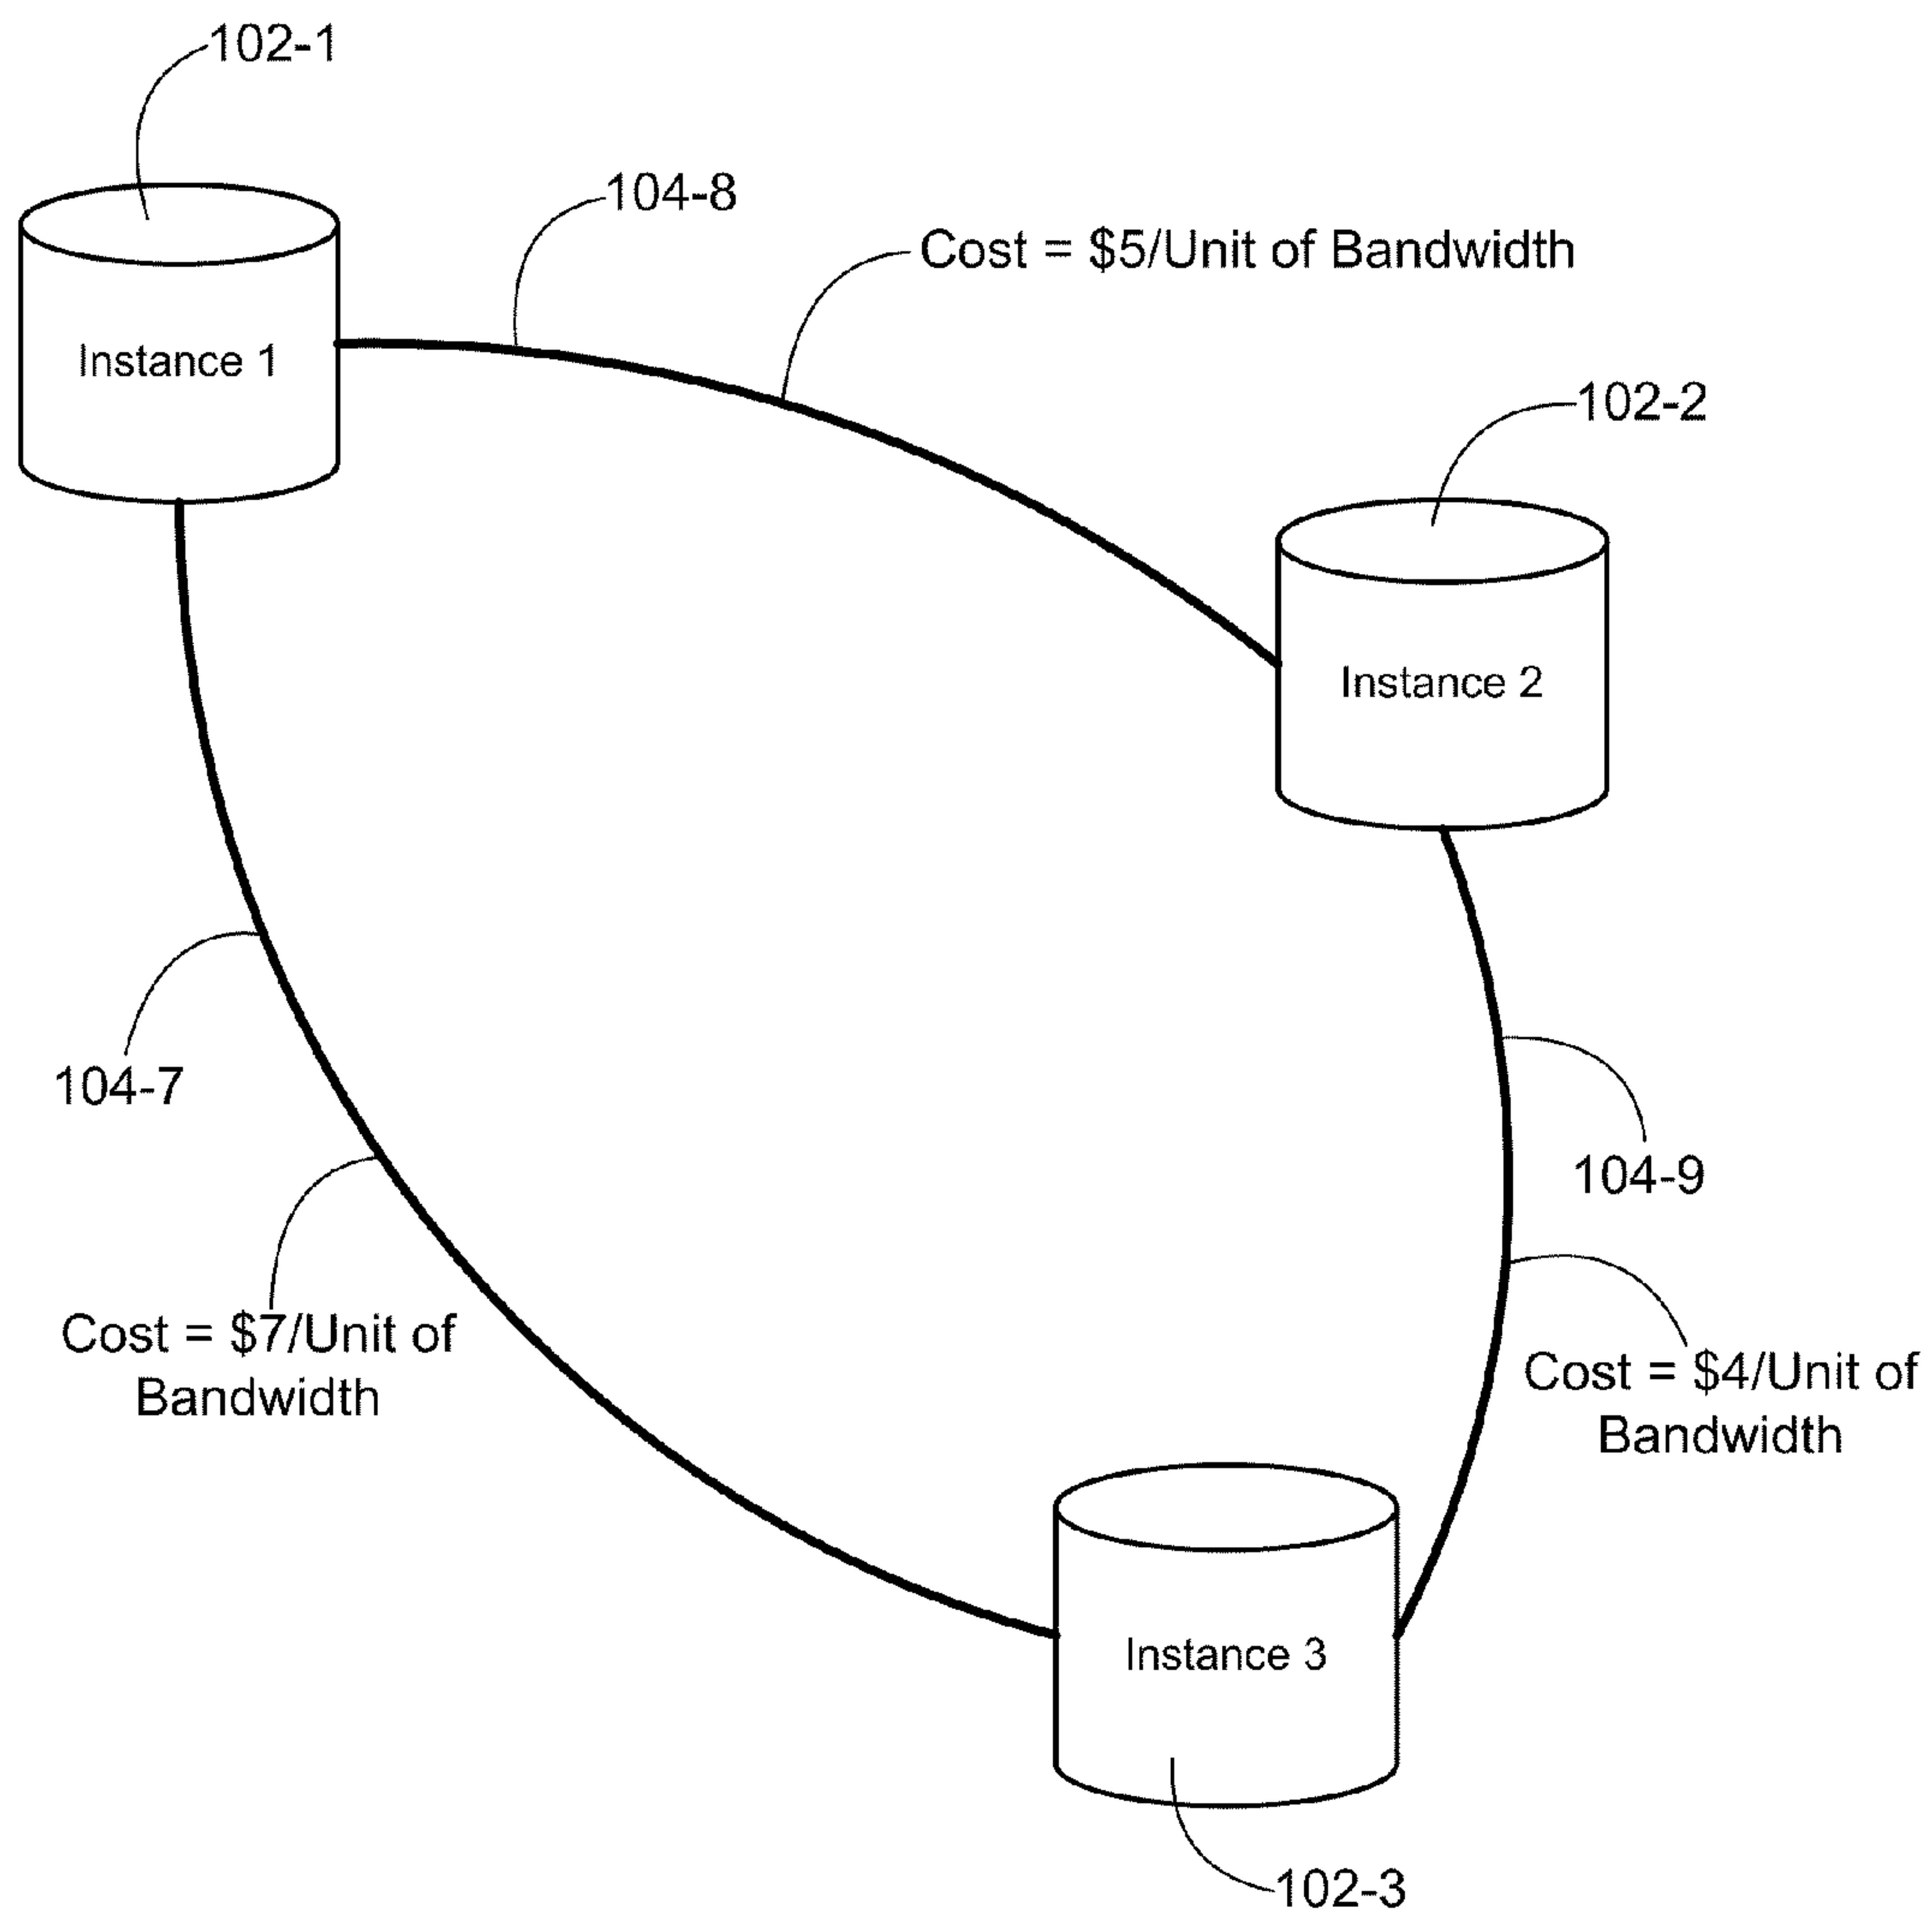 102-1
104-8
Cost = $5/Unit of Bandwidth
Instance 1
102-2
Instance 2
104-7
104-9
Cost = $7/Unit of
Bandwidth
Cost = $4/Unit of
Bandwidth
Instance 3
102-3